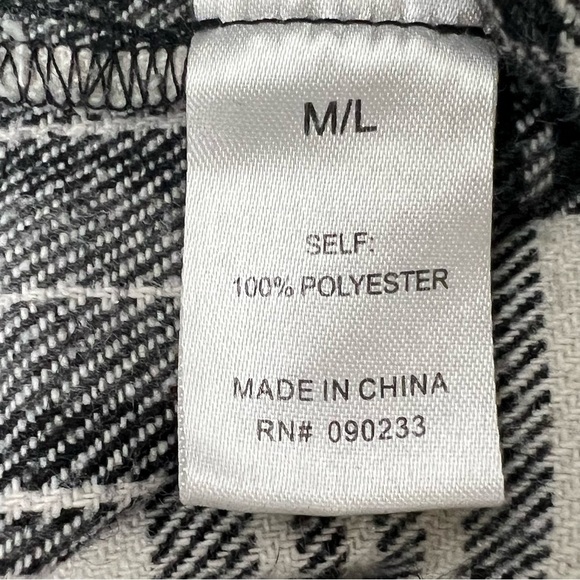 M/L
SELF:
100% POLYESTER
MADE IN CHINA
RN# 090233